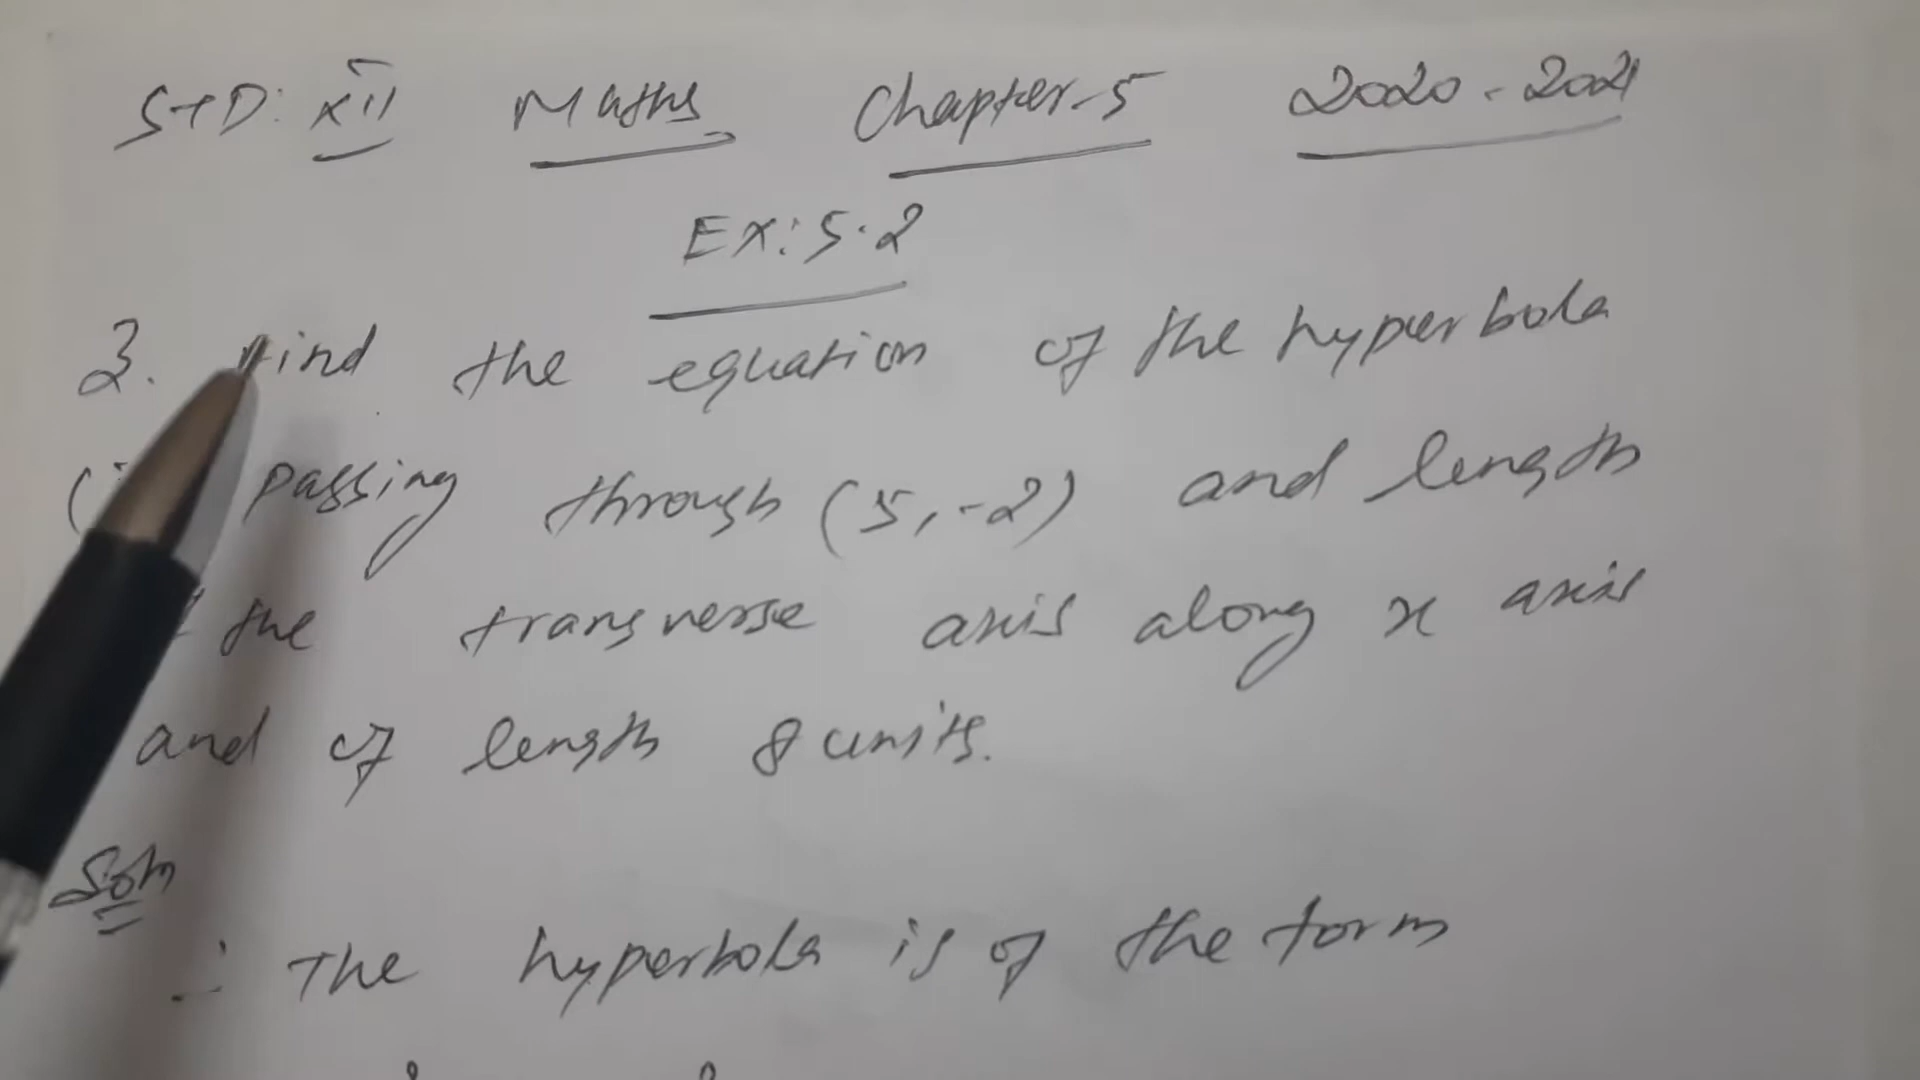 STD: XII Maths Chapter-5 2020-2021
EX: 5.2
3. Find the equation of the hyperbola
passing through (5, -2) and length
the transverse axis along x axis
and of length 8 units.
Soln
∴ The hyperbola is of the form